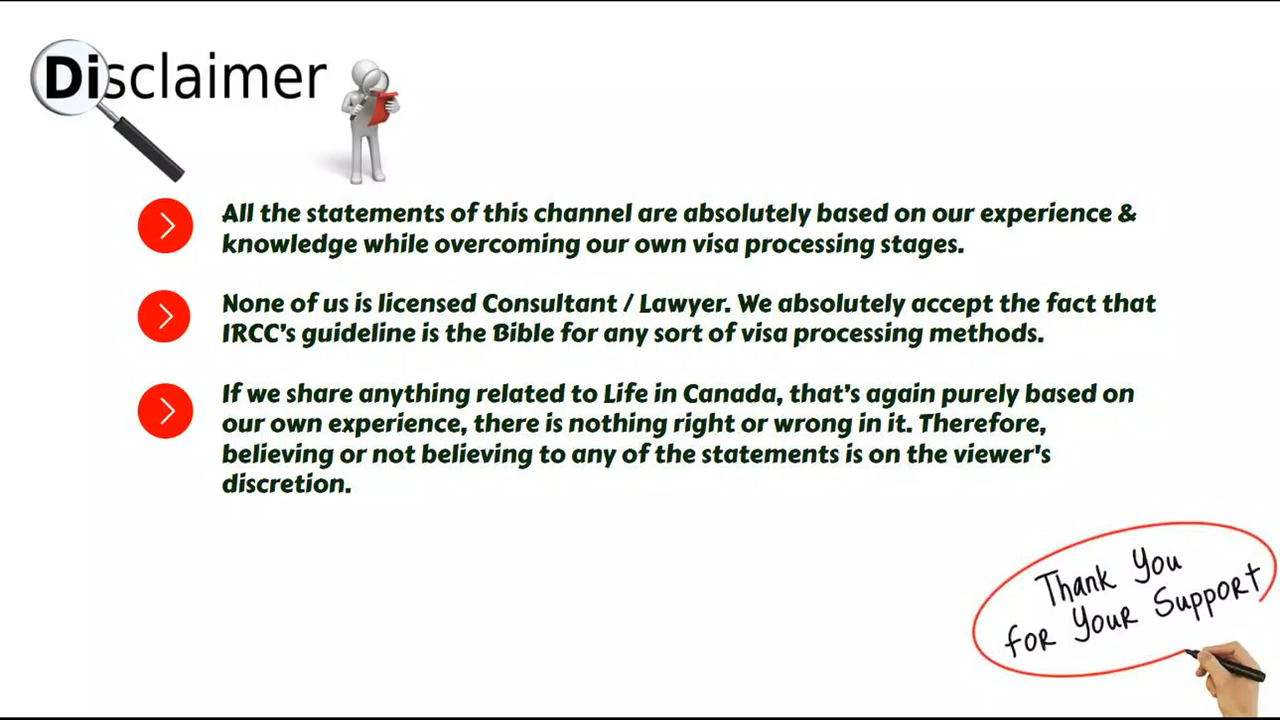 Disclaimer
All the statements of this channel are absolutely based on our experience &
knowledge while overcoming our own visa processing stages.
None of us is licensed Consultant / Lawyer. We absolutely accept the fact that
IRCC's guideline is the Bible for any sort of visa processing methods.
If we share anything related to Life in Canada, that's again purely based on
our own experience, there is nothing right or wrong in it. Therefore,
believing or not believing to any of the statements is on the viewer's
discretion.
Thank You
for Your Support